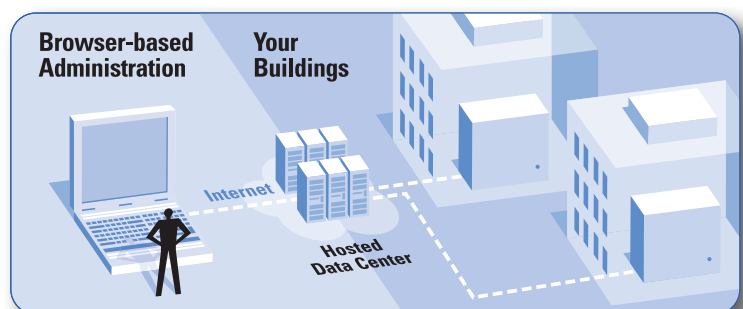 Browser-based
Administration
Your
Buildings
Internet
Hosted
Data Center